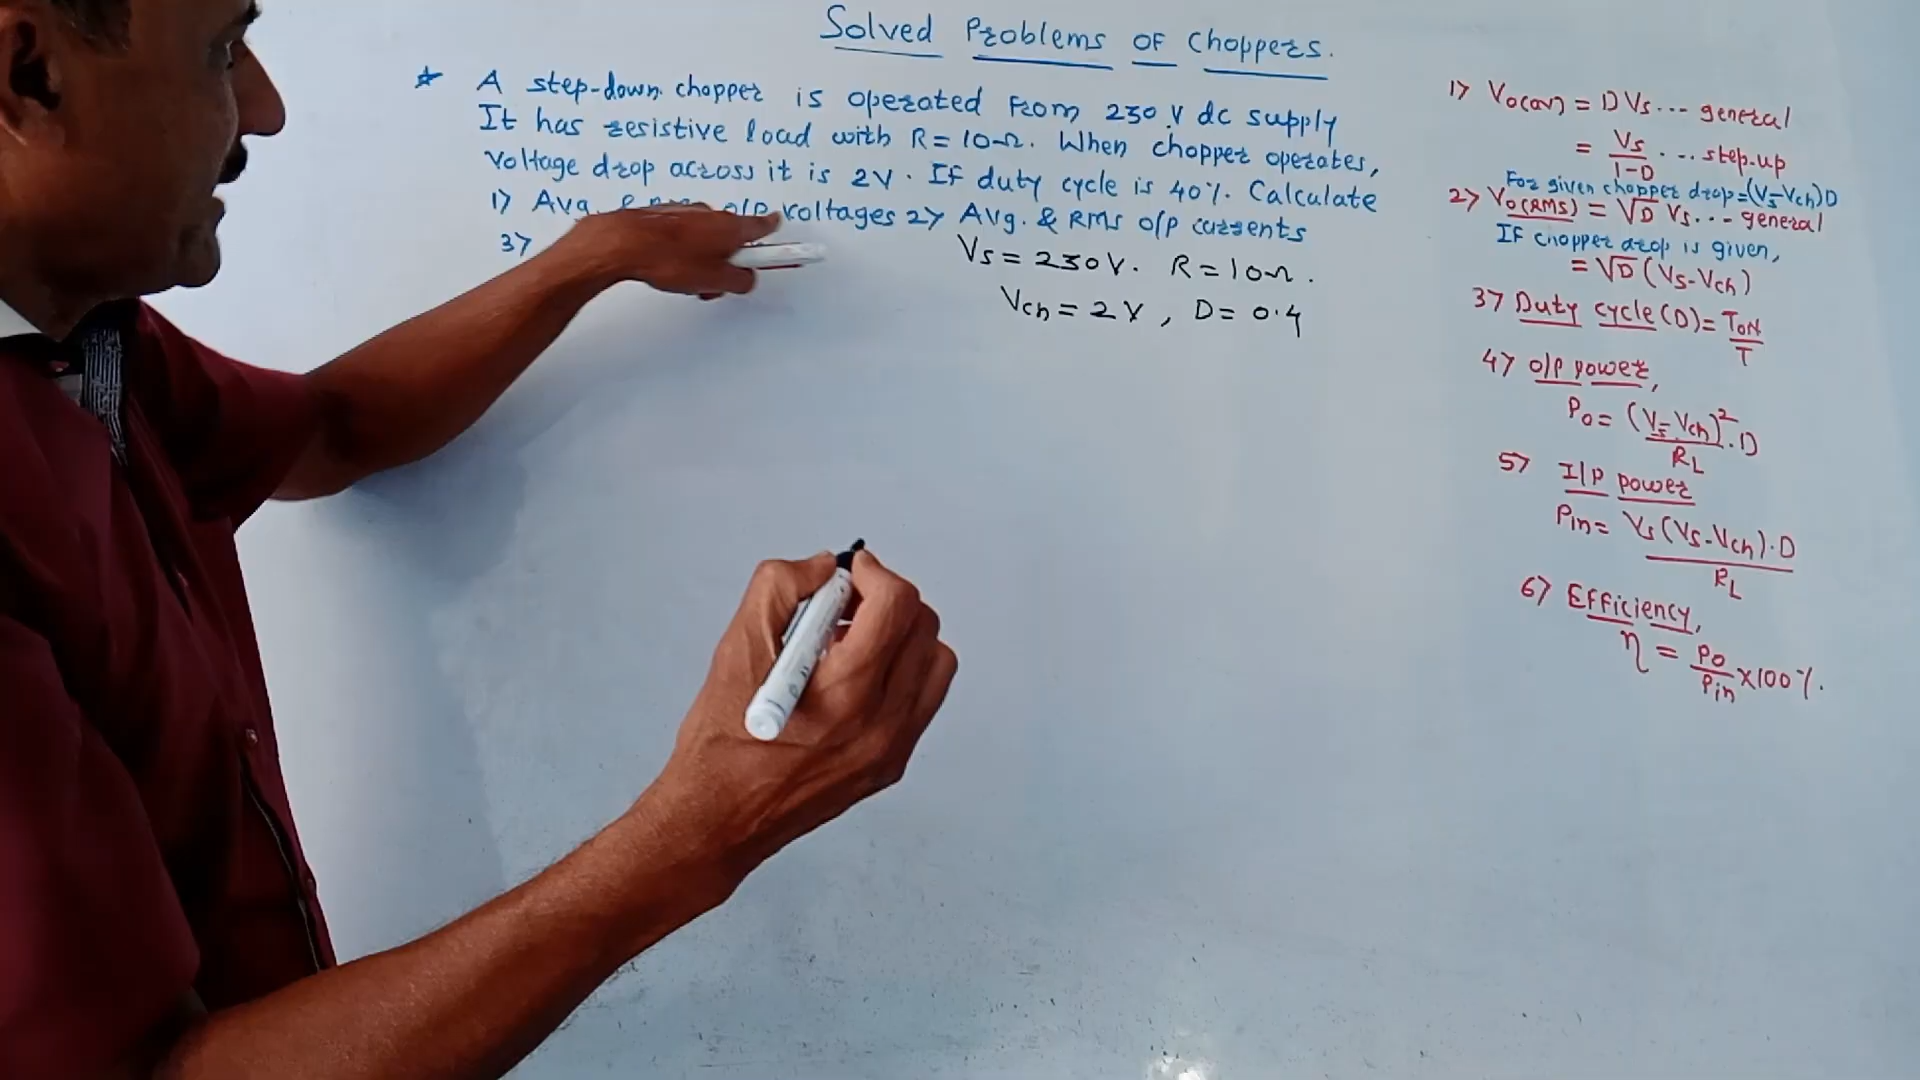 Solved Problems of Choppers.
* A step-down chopper is operated from 230 V dc supply
It has resistive load with R = 10Ω. When chopper operates,
voltage drop across it is 2V. If duty cycle is 40%. Calculate
1> Avg. & RMS o/p voltages 2> Avg. & RMS o/p currents
3>
Vs = 230V. R = 10Ω.
Vch = 2V, D = 0.4
1> Vo(av) = D Vs ... general
= Vs/1-D ... step-up
For given chopper drop=(Vs-Vch)D
2> Vo(RMS) = √D Vs ... general
If chopper drop is given,
= √D (Vs-Vch)
3> Duty cycle (D) = TON/T
4> o/p power,
Po = (Vs-Vch)²/RL . D
5> I/p power
Pin = Vs(Vs-Vch).D/RL
6> Efficiency,
η = Po/Pin x100%.